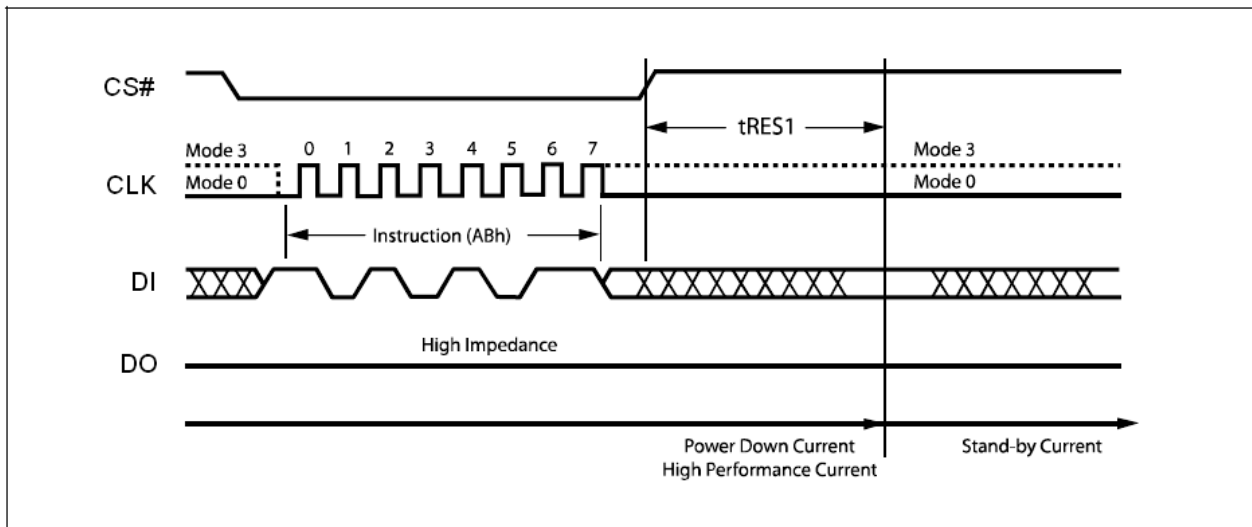 CS#
tRES1
Mode 3 0 1 2 3 4 5 6 7 Mode 3
CLK Mode 0 Mode 0
Instruction (ABh)
DI
High Impedance
DO
Power Down Current Stand-by Current
High Performance Current